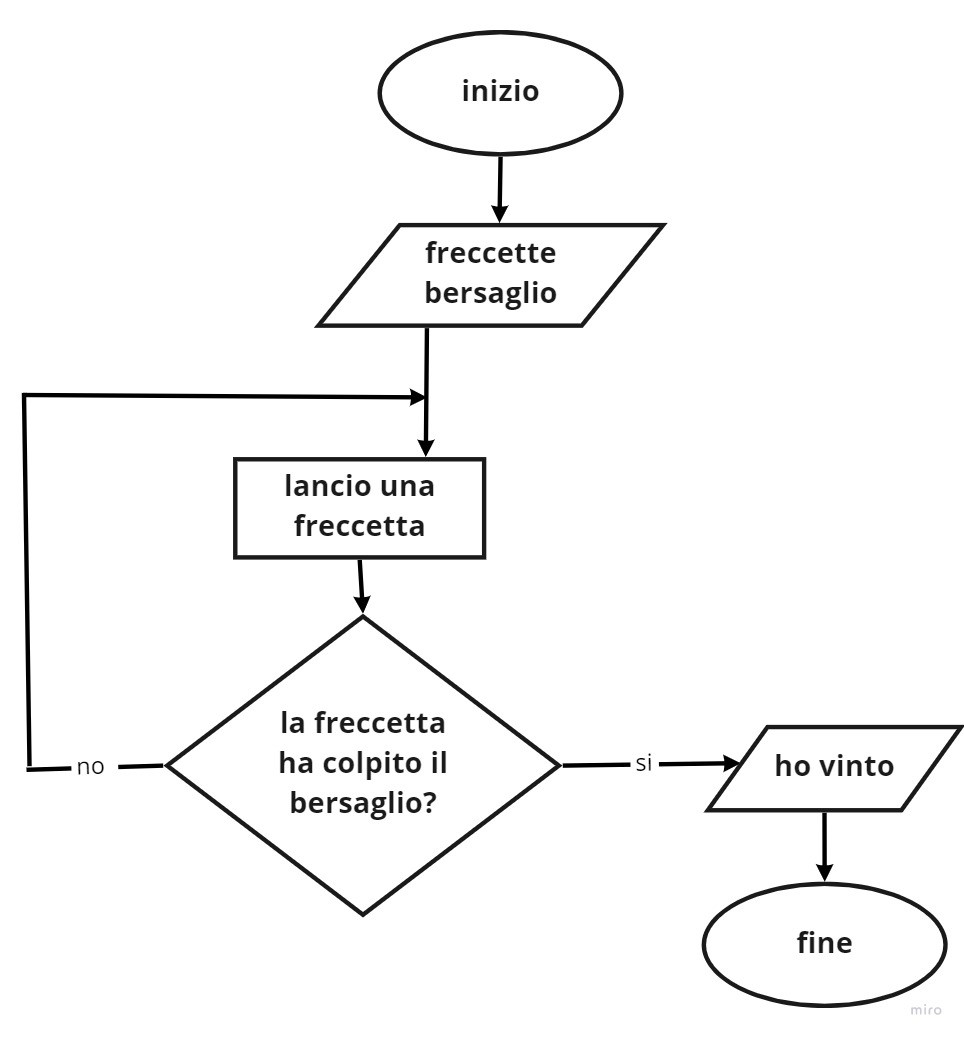 inizio
freccette
bersaglio
lancio una
freccetta
la freccetta
ha colpito il
bersaglio?
no
si
ho vinto
fine
miro